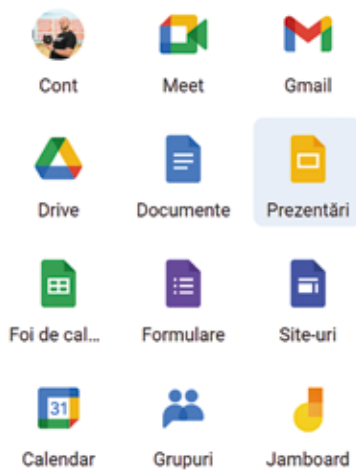 Cont Meet Gmail
Drive Documente Prezentări
Foi de cal... Formulare Site-uri
31
Calendar Grupuri Jamboard